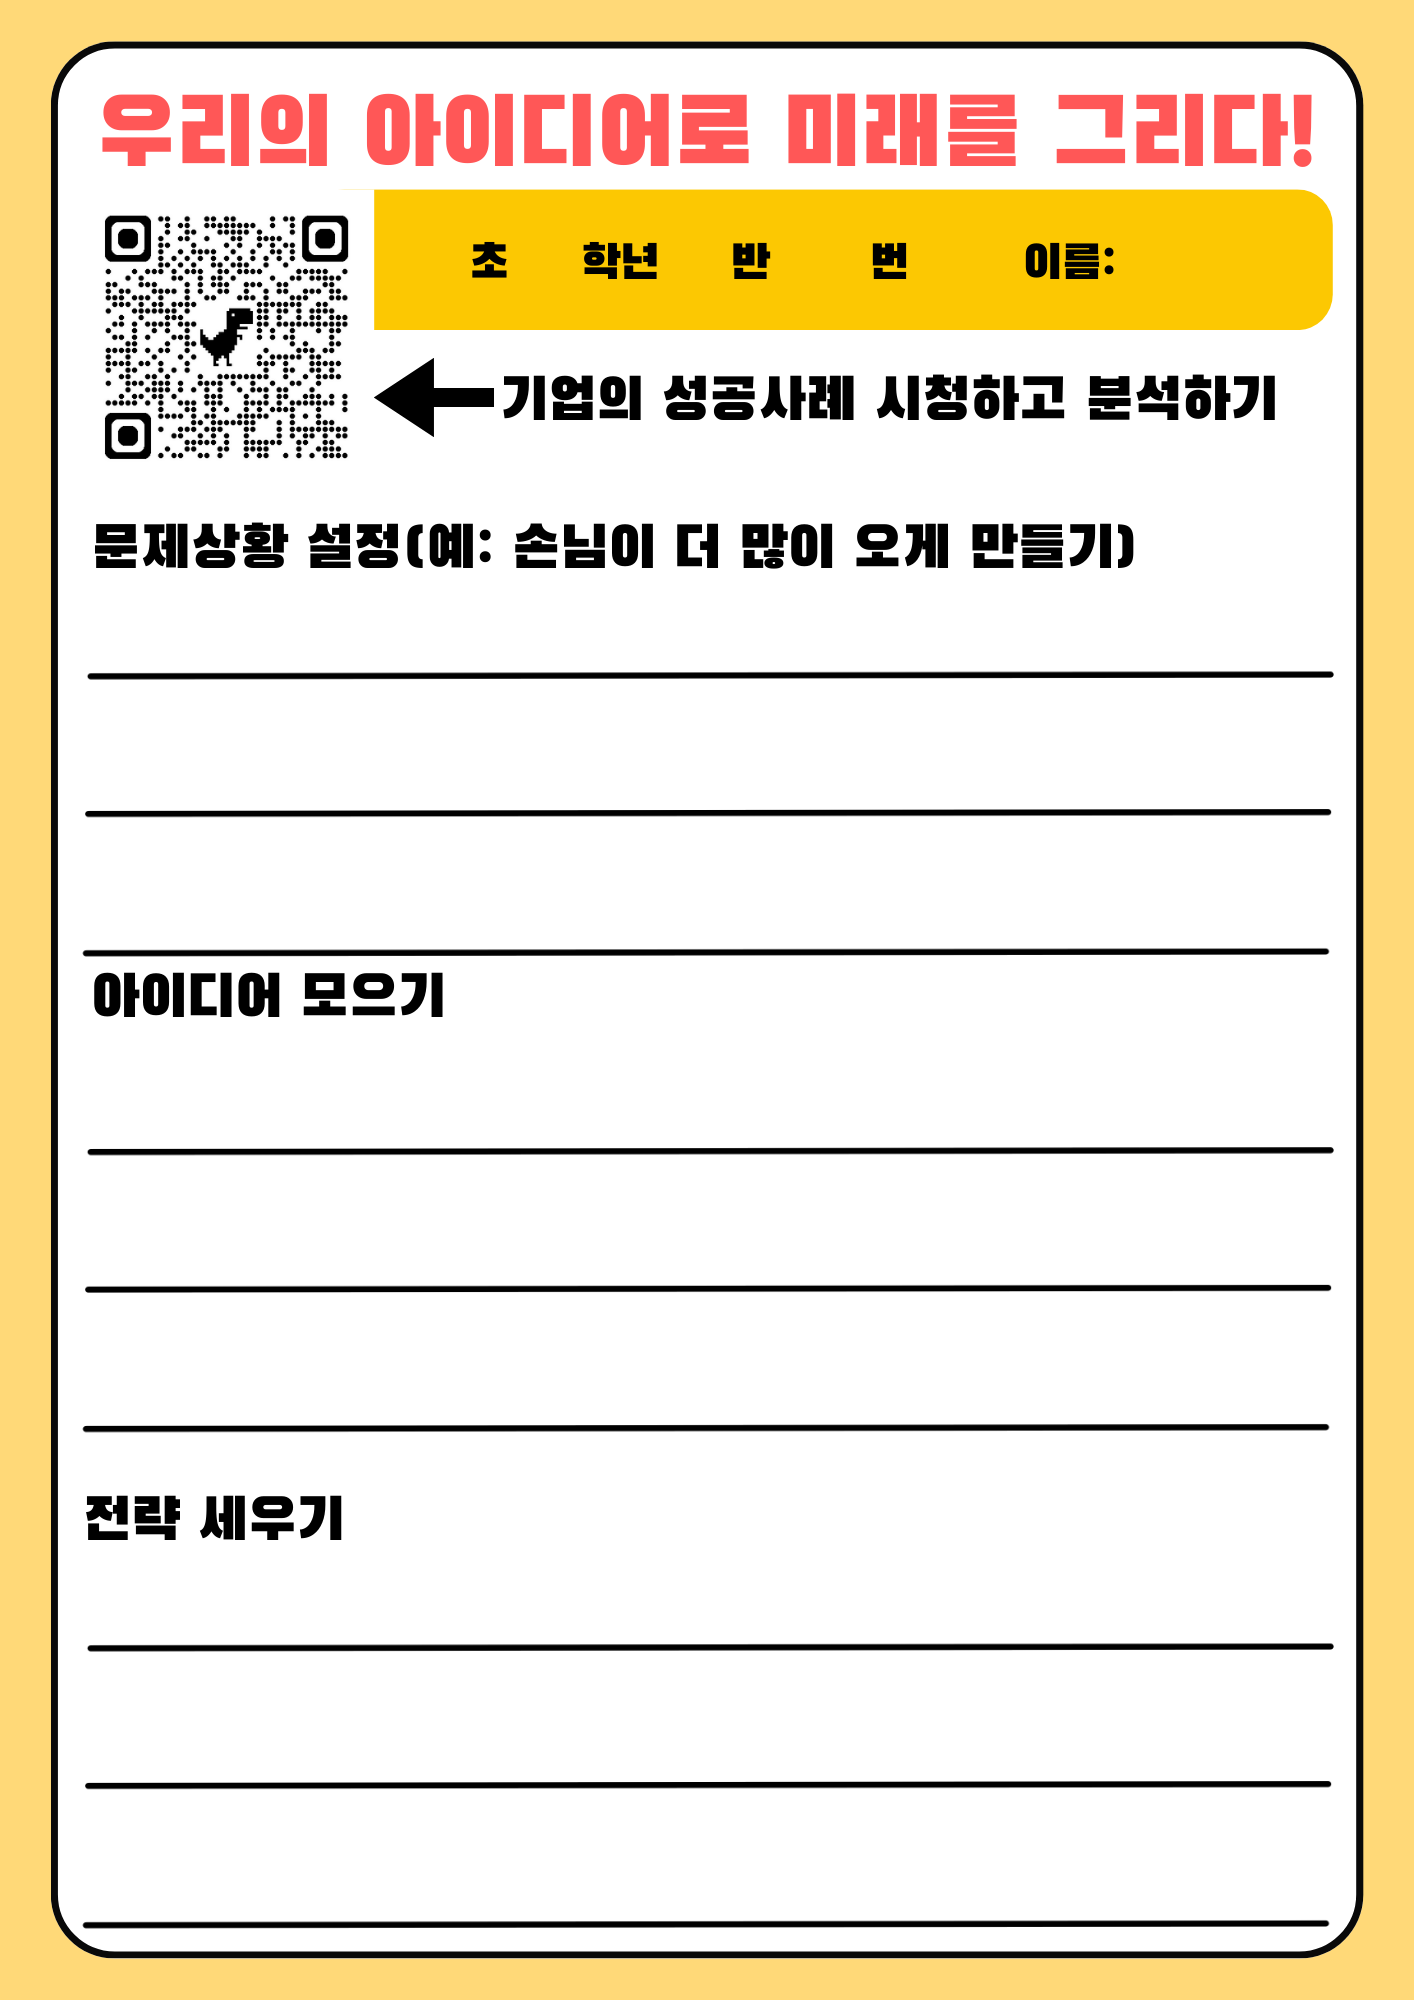 우리의 아이디어로 미래를 그리다!
초 학년 반 번 이름:
기업의 성공사례 시청하고 분석하기
문제상황 설정(예: 손님이 더 많이 오게 만들기)
아이디어 모으기
전략 세우기